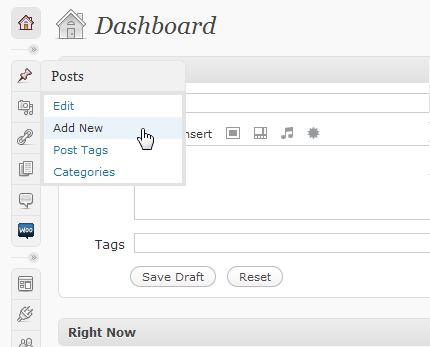 Dashboard
Posts
Edit
Add New
Post Tags
Categories
nsert
Tags
Save Draft
Reset
Right Now
WOO